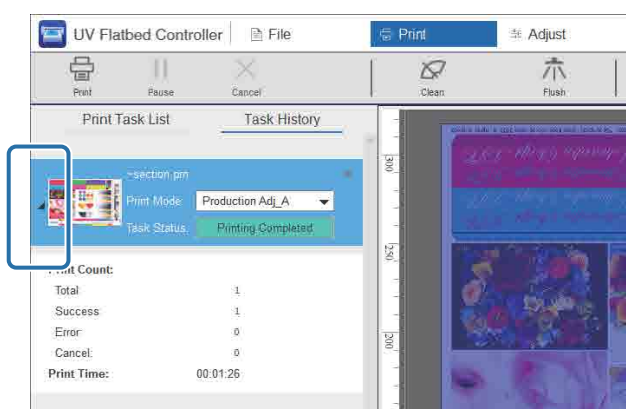 UV Flatbed Controller File Print Adjust
Print Pause Cancel Clean Flush
Print Task List Task History
~section.prn
Print Mode: Production Adj_A
Task Status: Printing Completed
Print Count:
Total 1
Success 1
Error 0
Cancel: 0
Print Time: 00:01:26
300
250
200